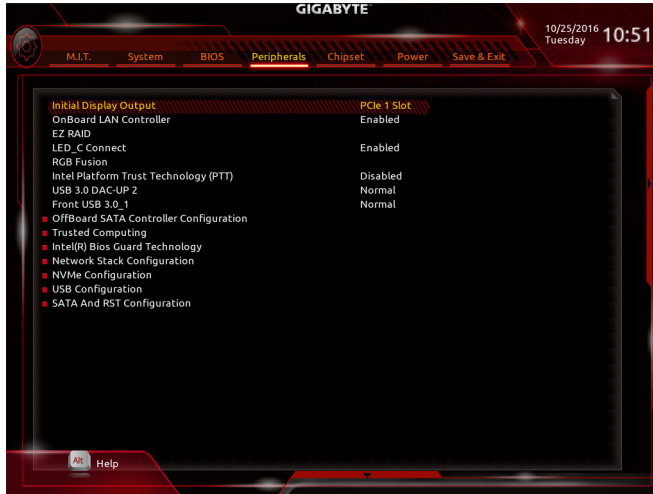 GIGABYTE™
10/25/2016 10:51
Tuesday
M.I.T. System BIOS Peripherals Chipset Power Save & Exit
Initial Display Output PCIe 1 Slot
OnBoard LAN Controller Enabled
EZ RAID
LED_C Connect Enabled
RGB Fusion
Intel Platform Trust Technology (PTT) Disabled
USB 3.0 DAC-UP 2 Normal
Front USB 3.0_1 Normal
OffBoard SATA Controller Configuration
Trusted Computing
Intel(R) Bios Guard Technology
Network Stack Configuration
NVMe Configuration
USB Configuration
SATA And RST Configuration
Alt Help